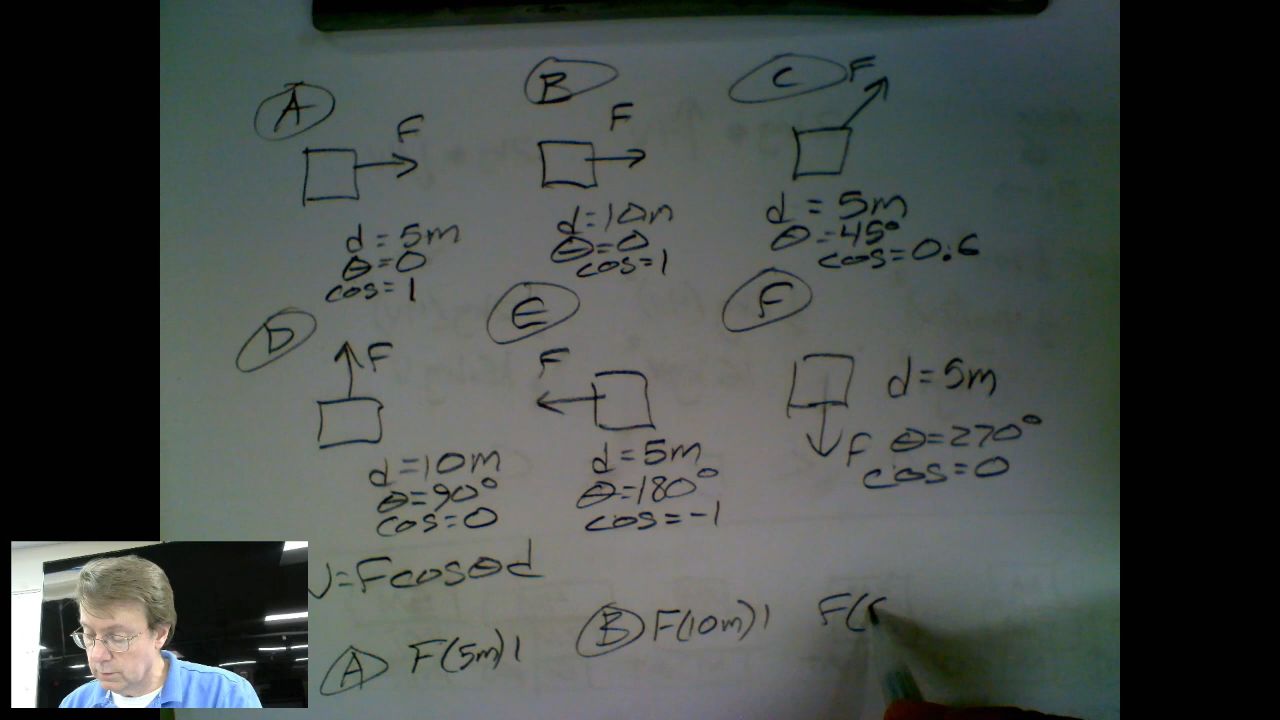 A
F
d = 5m
θ=0
cos=1
B
F
d=10m
θ=0
cos=1
C
F
d = 5m
θ=45°
cos=0.6
D
F
d=10m
θ=90°
cos=0
E
F
d=5m
θ=180°
cos=-1
F
d=5m
F θ=270°
cos=0
=Fcosθd
A F(5m)1
B F(10m)1
F(